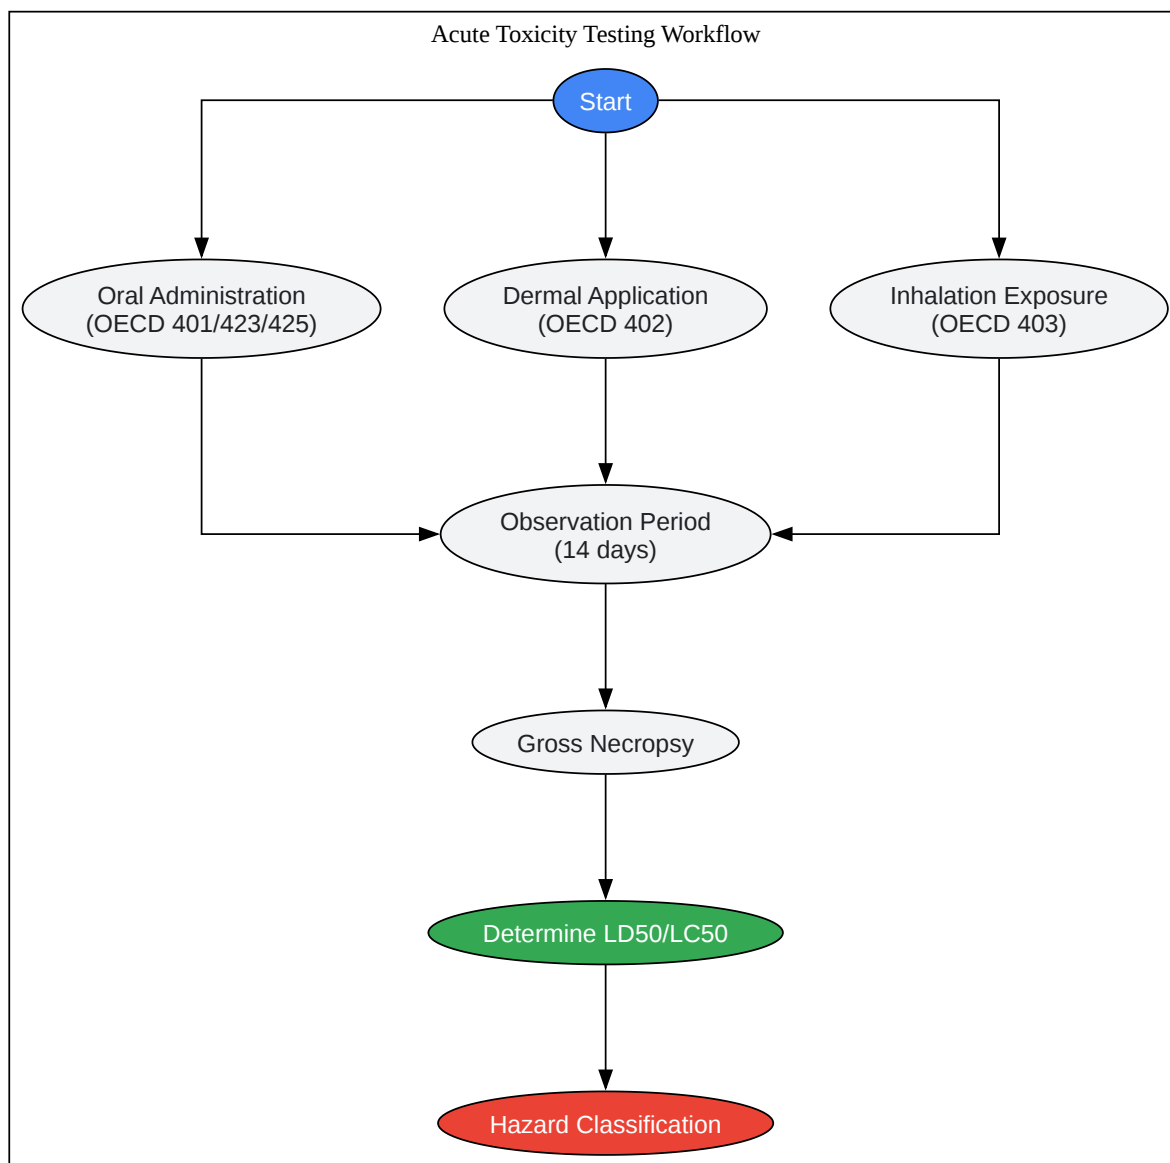 Acute Toxicity Testing Workflow
Start
Oral Administration
(OECD 401/423/425)
Dermal Application
(OECD 402)
Inhalation Exposure
(OECD 403)
Observation Period
(14 days)
Gross Necropsy
Determine LD50/LC50
Hazard Classification